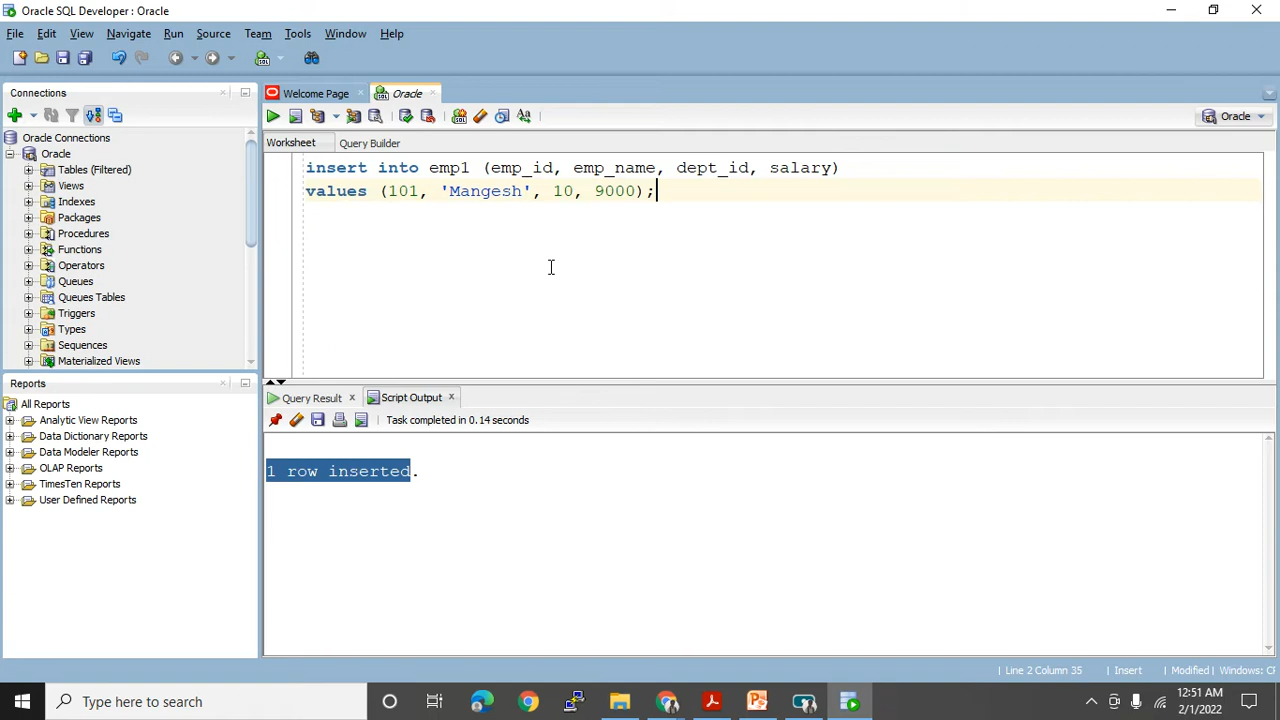 Oracle SQL Developer : Oracle
File Edit View Navigate Run Source Team Tools Window Help
Connections
Oracle Connections
Oracle
Tables (Filtered)
Views
Indexes
Packages
Procedures
Functions
Operators
Queues
Queues Tables
Triggers
Types
Sequences
Materialized Views
Reports
All Reports
Analytic View Reports
Data Dictionary Reports
Data Modeler Reports
OLAP Reports
TimesTen Reports
User Defined Reports
Welcome Page Oracle
Oracle
Worksheet Query Builder
insert into emp1 (emp_id, emp_name, dept_id, salary)
values (101, 'Mangesh', 10, 9000);
Query Result Script Output
Task completed in 0.14 seconds
1 row inserted.
Line 2 Column 35 Insert Modified Windows: CF
Type here to search
12:51 AM
2/1/2022